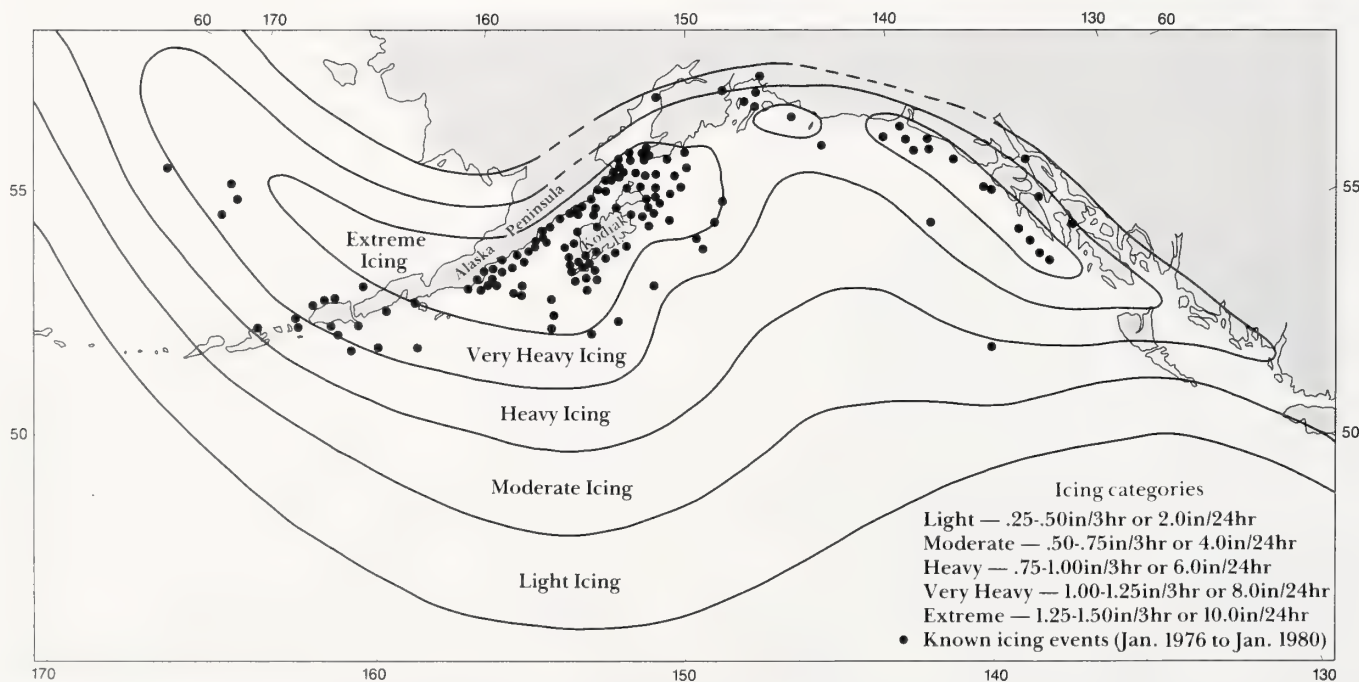 60 170 160 150 140 130 60
55 55
Alaska Peninsula
Kodiak
Extreme
Icing
Very Heavy Icing
Heavy Icing
50 50
Moderate Icing
Light Icing
Icing categories
Light — .25-.50in/3hr or 2.0in/24hr
Moderate — .50-.75in/3hr or 4.0in/24hr
Heavy — .75-1.00in/3hr or 6.0in/24hr
Very Heavy — 1.00-1.25in/3hr or 8.0in/24hr
Extreme — 1.25-1.50in/3hr or 10.0in/24hr
Known icing events (Jan. 1976 to Jan. 1980)
170 160 150 140 130